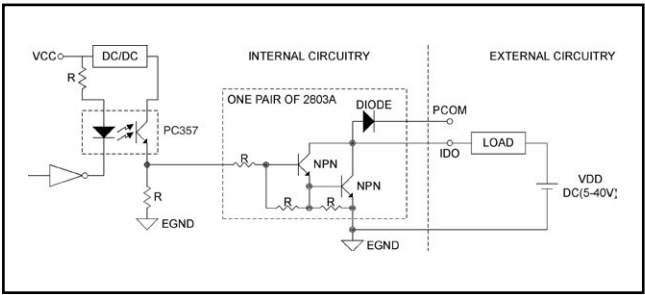 INTERNAL CIRCUITRY
EXTERNAL CIRCUITRY
VCC
DC/DC
R
ONE PAIR OF 2803A
DIODE
PCOM
PC357
LOAD
IDO
R
NPN
NPN
VDD
DC(5-40V)
R
R
R
EGND
EGND